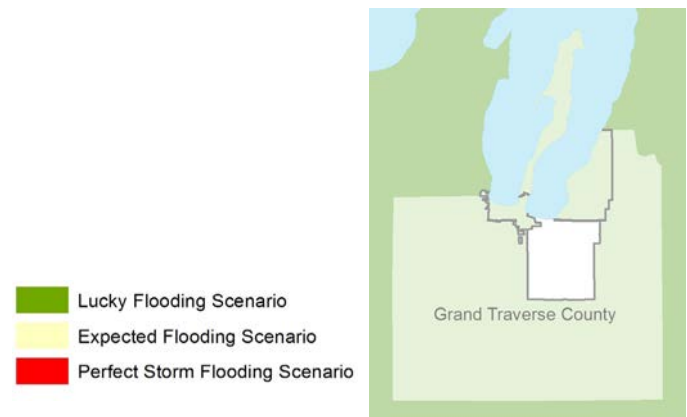 Lucky Flooding Scenario
Expected Flooding Scenario
Perfect Storm Flooding Scenario
Grand Traverse County